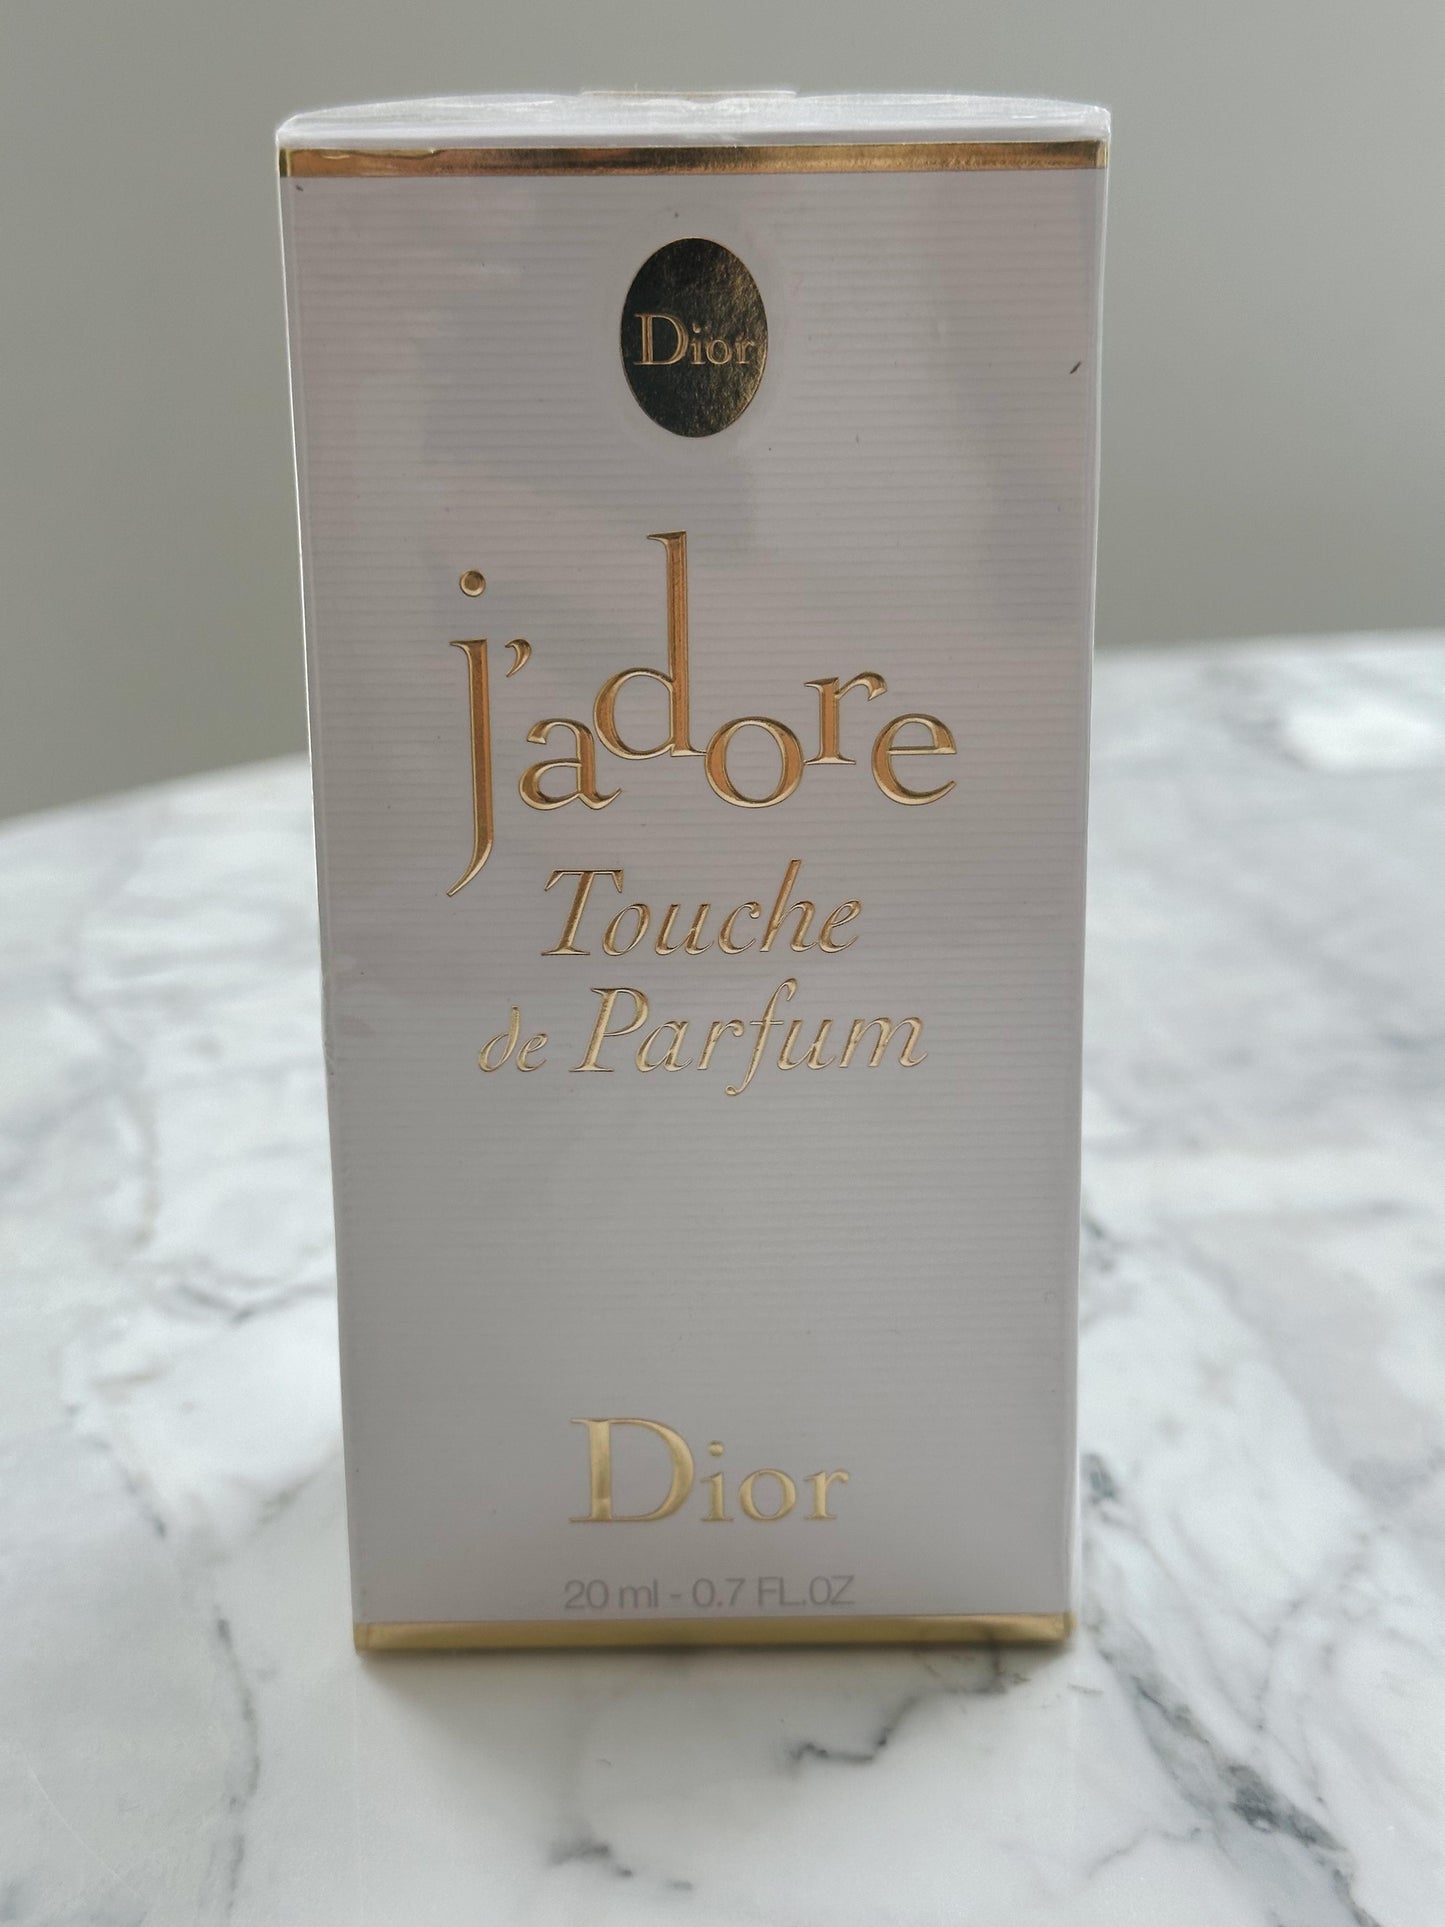 Dior
j'adore
Touche
de Parfum
Dior
20 ml - 0.7 FL.OZ